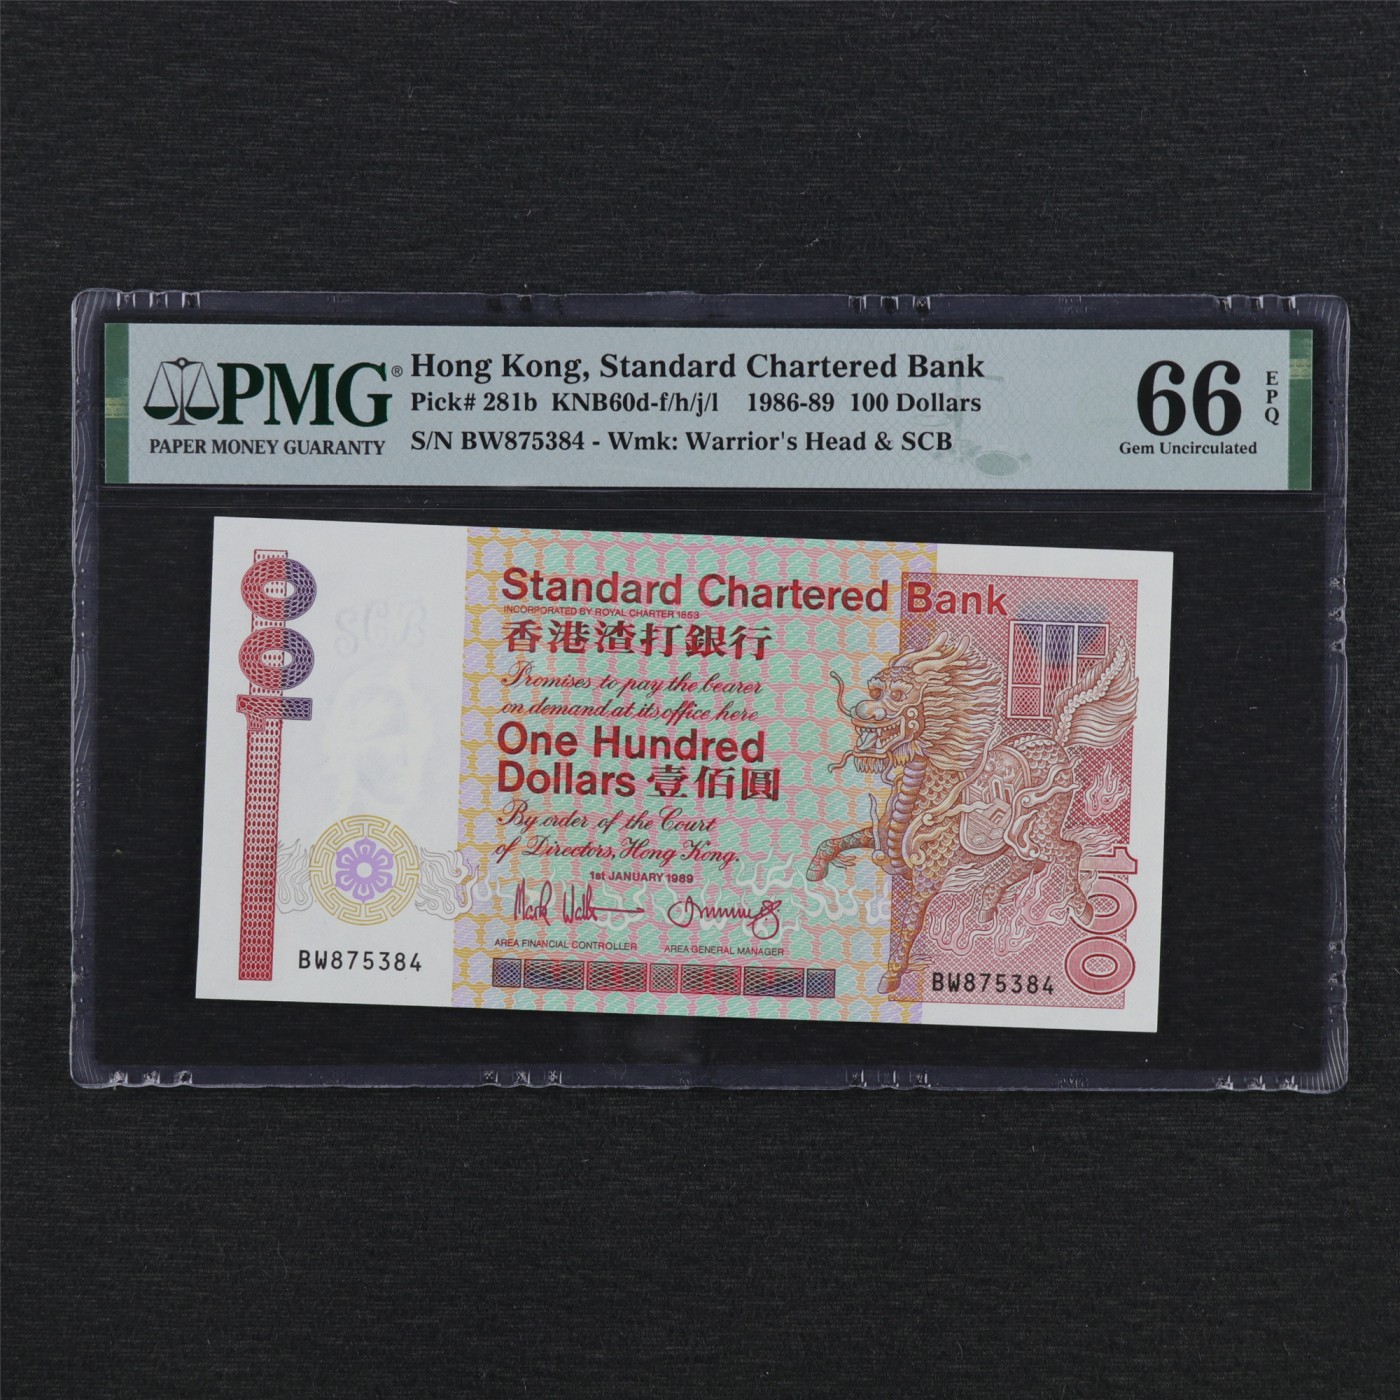 PMG®
PAPER MONEY GUARANTY
Hong Kong, Standard Chartered Bank
Pick# 281b KNB60d-f/h/j/l 1986-89 100 Dollars
S/N BW875384 - Wmk: Warrior's Head & SCB
66
EPQ
Gem Uncirculated
100
SCB
Standard Chartered Bank
INCORPORATED BY ROYAL CHARTER 1853
香港渣打銀行
Promises to pay the bearer
on demand at its office here
One Hundred
Dollars 壹佰圓
By order of the Court
of Directors, Hong Kong.
1st JANUARY 1989
AREA FINANCIAL CONTROLLER AREA GENERAL MANAGER
BW875384
BW875384
100